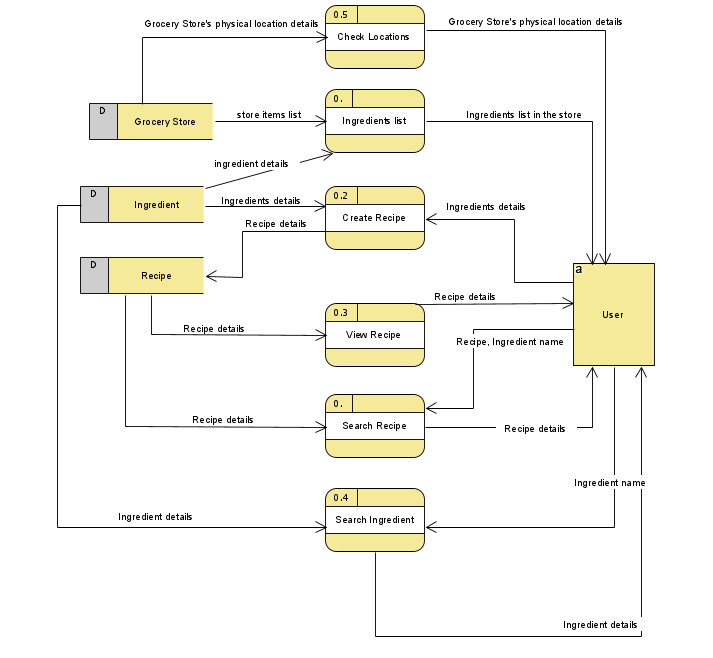 0.5
Grocery Store's physical location details
Check Locations
Grocery Store's physical location details
0.
D
Grocery Store
store items list
Ingredients list
Ingredients list in the store
ingredient details
D
Ingredient
Ingredients details
0.2
Create Recipe
Ingredients details
Recipe details
D
Recipe
a
User
Recipe details
0.3
View Recipe
Recipe details
Recipe, Ingredient name
0.
Recipe details
Search Recipe
Recipe details
Ingredient name
0.4
Ingredient details
Search Ingredient
Ingredient details